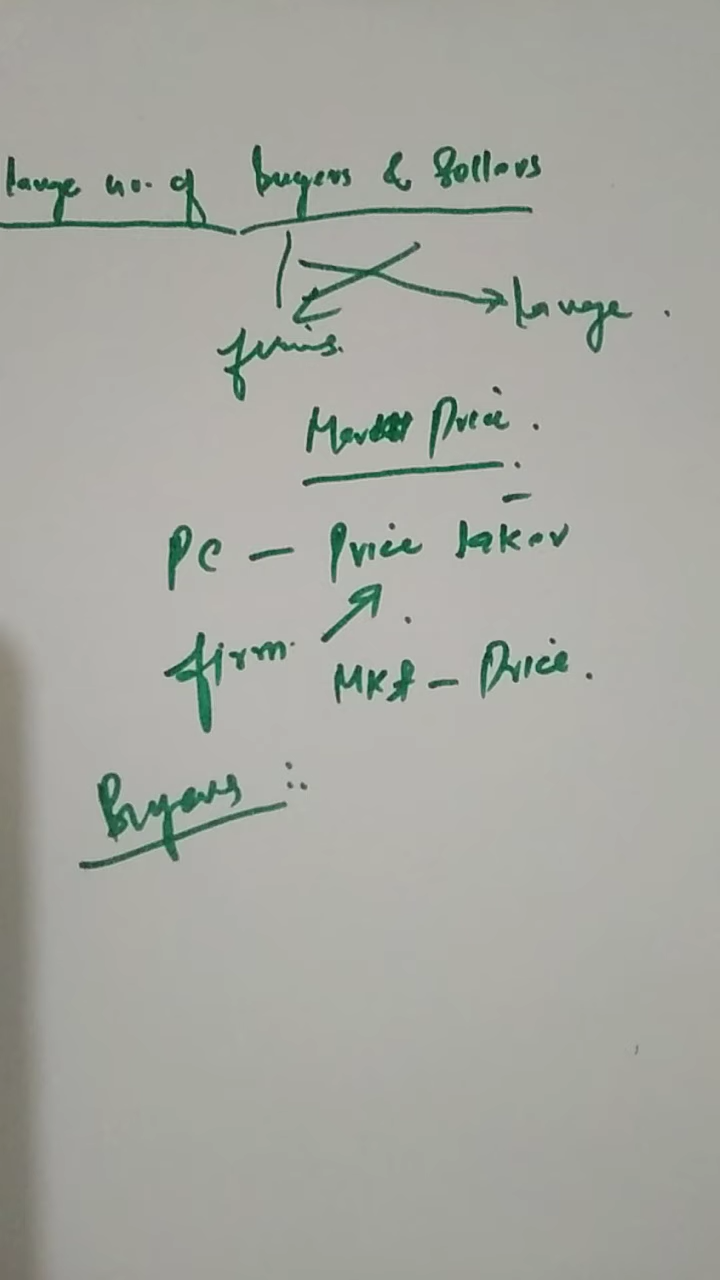 large no. of buyers & Sellers
large.
firms.
Market Price.
PC - Price taker
firm.
Mkt - Price.
Buyers :